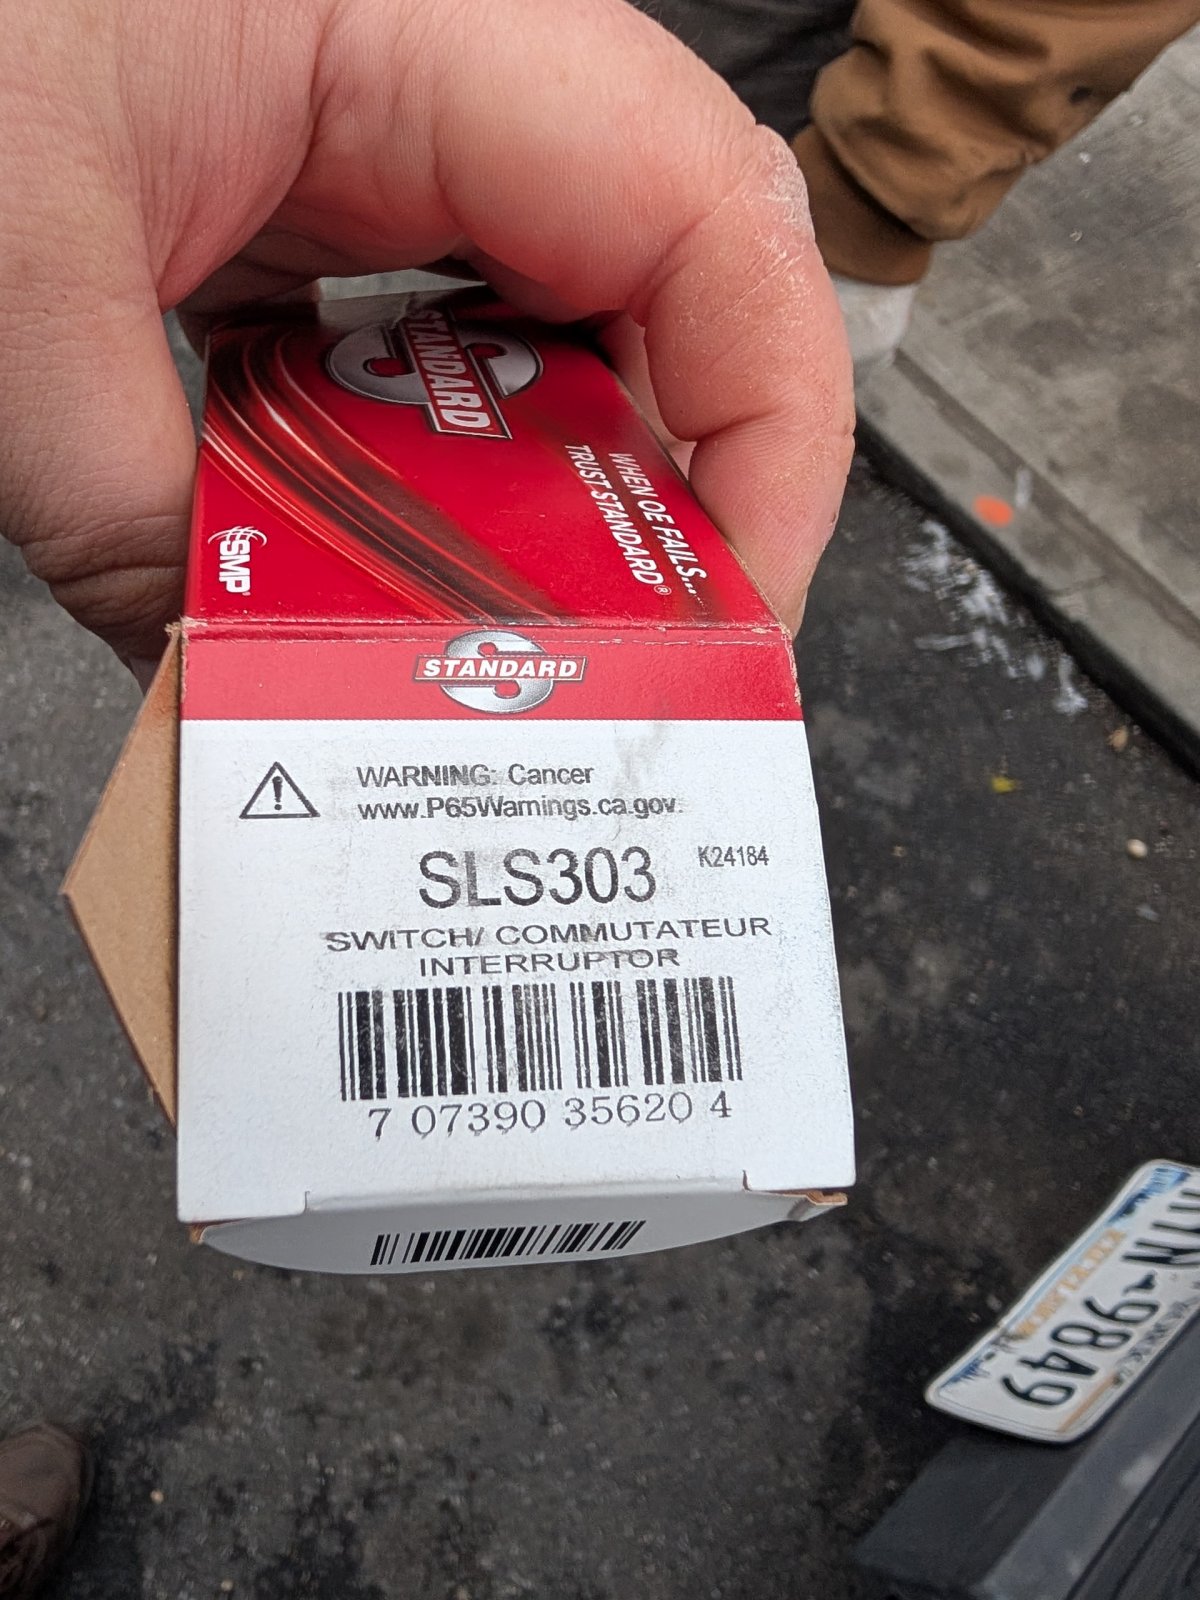 STANDARD
WHEN OE FAILS...
TRUST STANDARD®
SMP
STANDARD
WARNING: Cancer
www.P65Warnings.ca.gov.
SLS303 K24184
SWITCH/ COMMUTATEUR
INTERRUPTOR
7 07390 35620 4
EXCELSIOR
9849